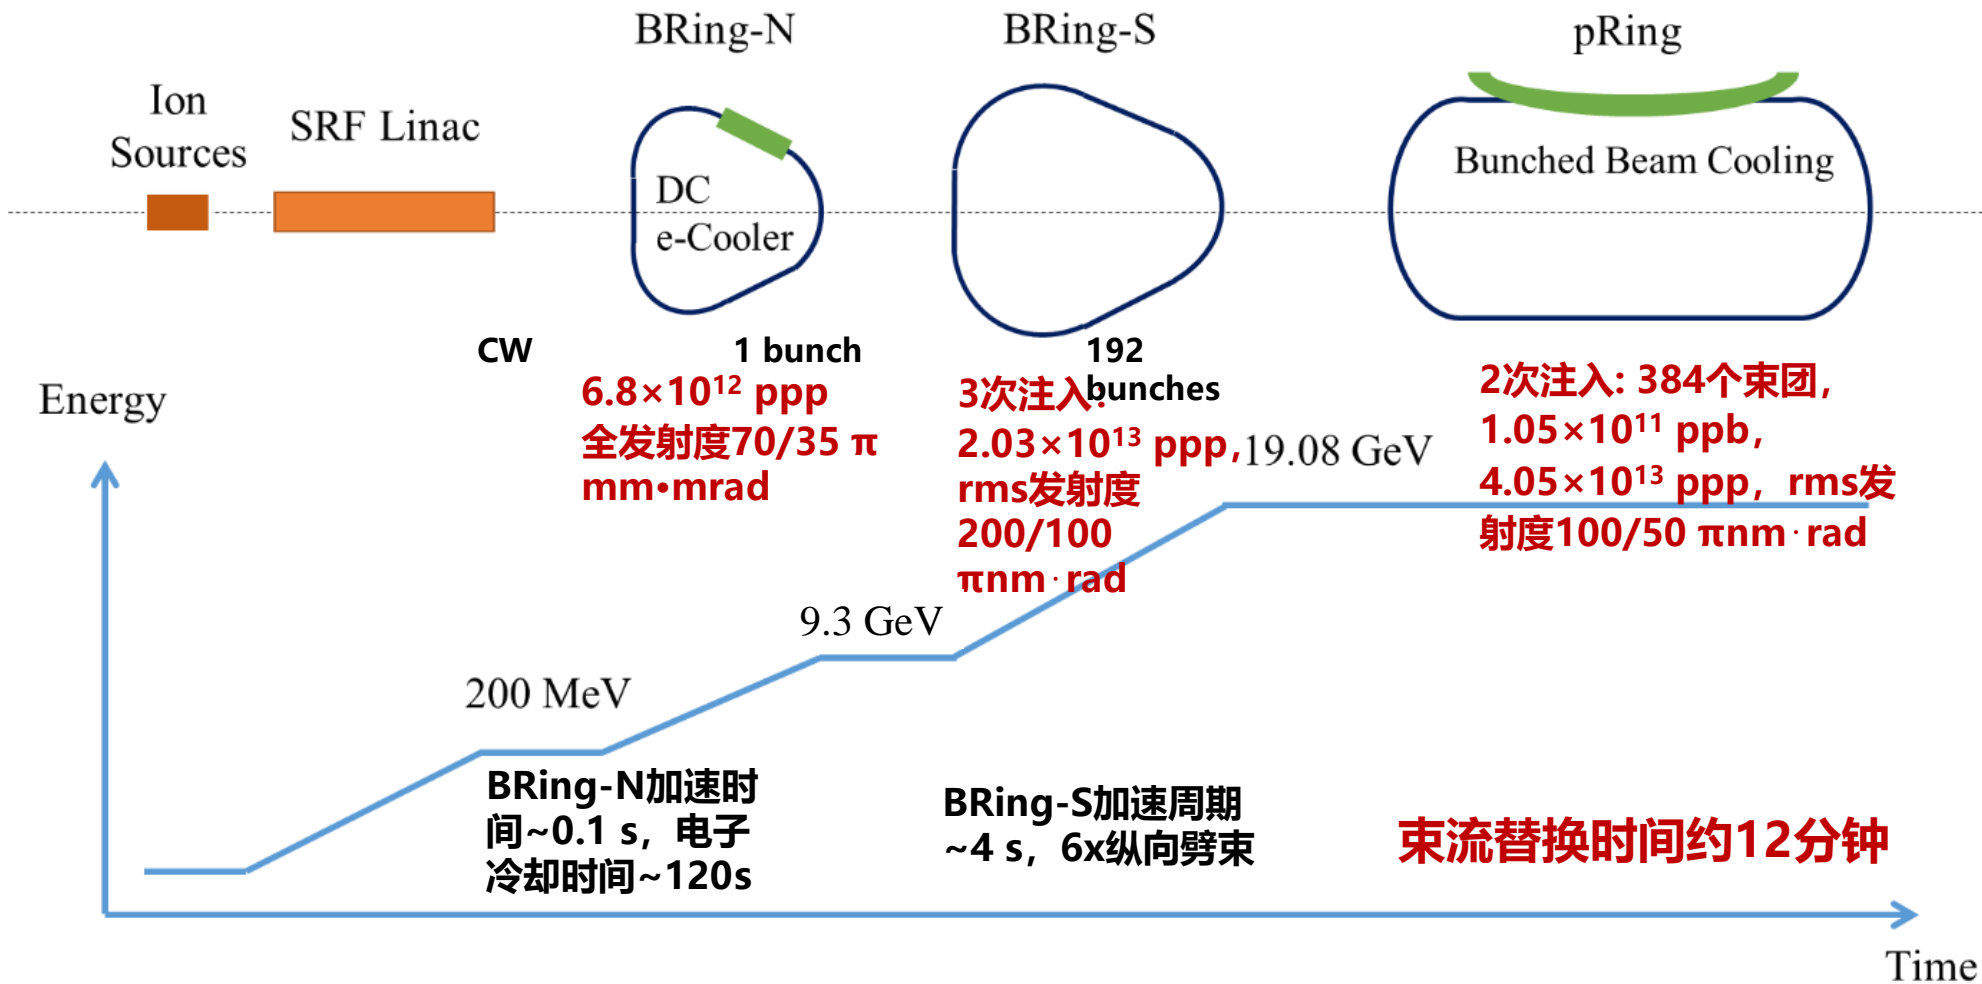 BRing-N
BRing-S
pRing
Ion
Sources
SRF Linac
DC
e-Cooler
Bunched Beam Cooling
CW
1 bunch
192
bunches
6.8×10¹² ppp
全发射度70/35 π
mm•mrad
3次注入:
2.03×10¹³ ppp,
rms发射度
200/100
πnm·rad
2次注入: 384个束团,
1.05×10¹¹ ppb,
4.05×10¹³ ppp，rms发
射度100/50 πnm·rad
Energy
19.08 GeV
9.3 GeV
200 MeV
BRing-N加速时
间~0.1 s，电子
冷却时间~120s
BRing-S加速周期
~4 s，6x纵向劈束
束流替换时间约12分钟
Time